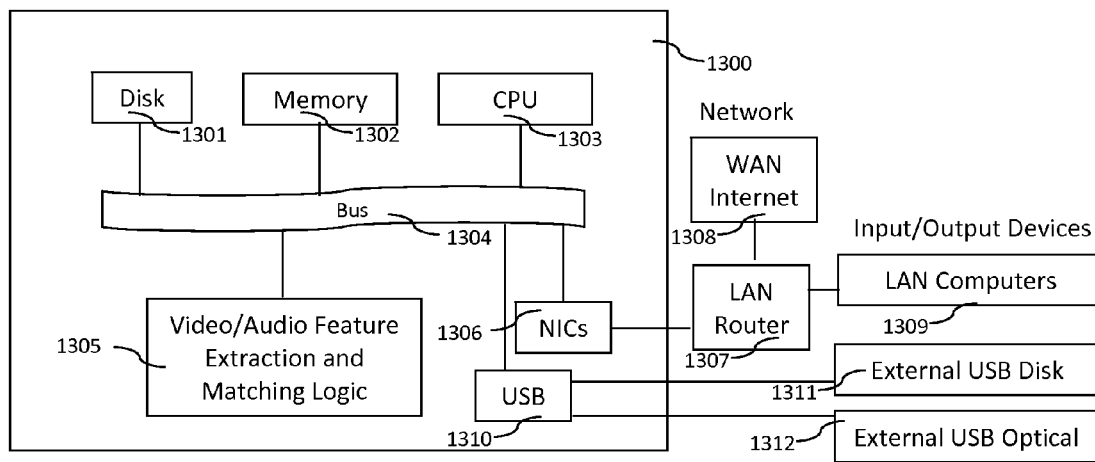 1300
Disk
Memory
CPU
1301
1302
1303
Network
WAN
Internet
1308
Bus
1304
Input/Output Devices
LAN Computers
1309
LAN
Router
1307
1306
NICs
1305
Video/Audio Feature
Extraction and
Matching Logic
External USB Disk
1311
USB
1310
1312
External USB Optical